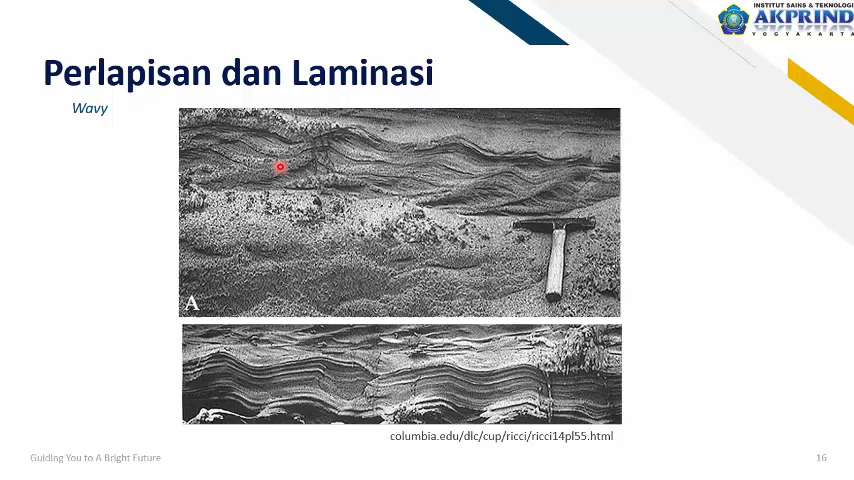 INSTITUT SAINS & TEKNOLOGI
AKPRIND
YOGYAKARTA
Perlapisan dan Laminasi
Wavy
A
columbia.edu/dlc/cup/ricci/ricci14pl55.html
Guiding You to A Bright Future
16